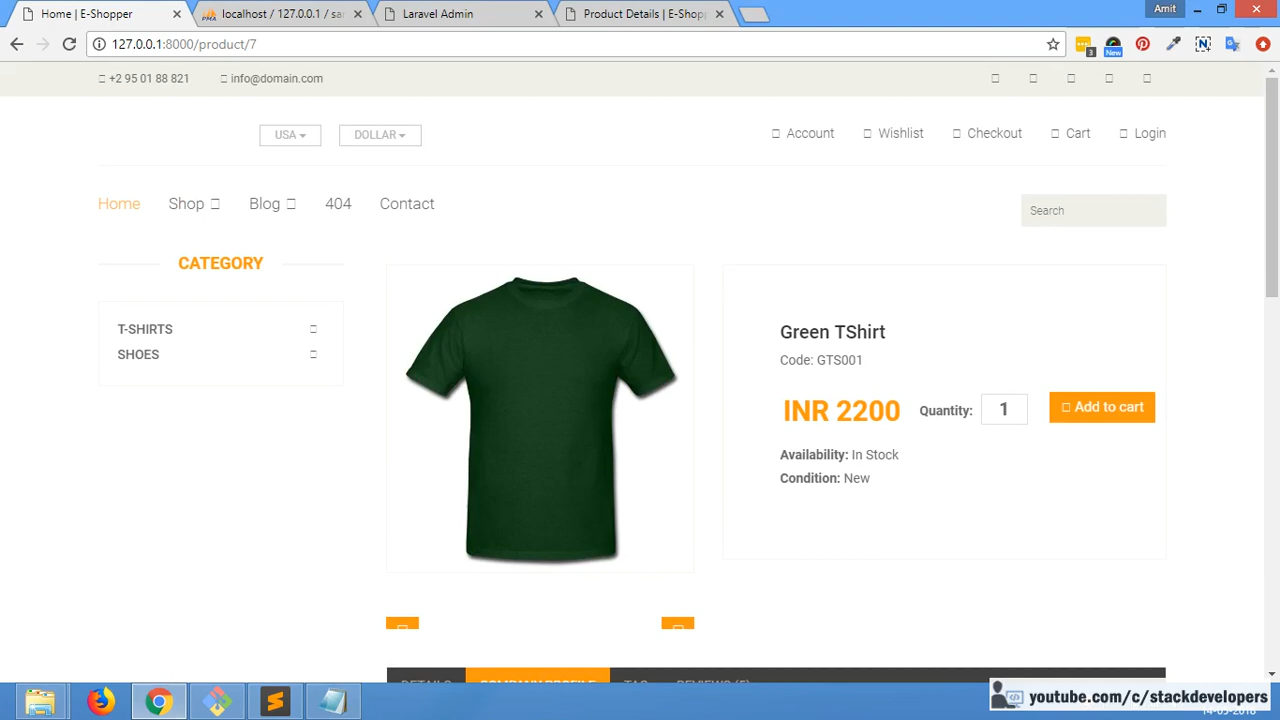 Home | E-Shopper
localhost / 127.0.0.1 / sa
Laravel Admin
Product Details | E-Shopp
Amit
127.0.0.1:8000/product/7
3
New
+2 95 01 88 821
info@domain.com
USA
DOLLAR
Account
Wishlist
Checkout
Cart
Login
Home
Shop
Blog
404
Contact
Search
CATEGORY
T-SHIRTS
SHOES
Green TShirt
Code: GTS001
INR 2200
Quantity:
1
Add to cart
Availability: In Stock
Condition: New
DETAILS
COMPANY PROFILE
TAG
REVIEWS (5)
youtube.com/c/stackdevelopers